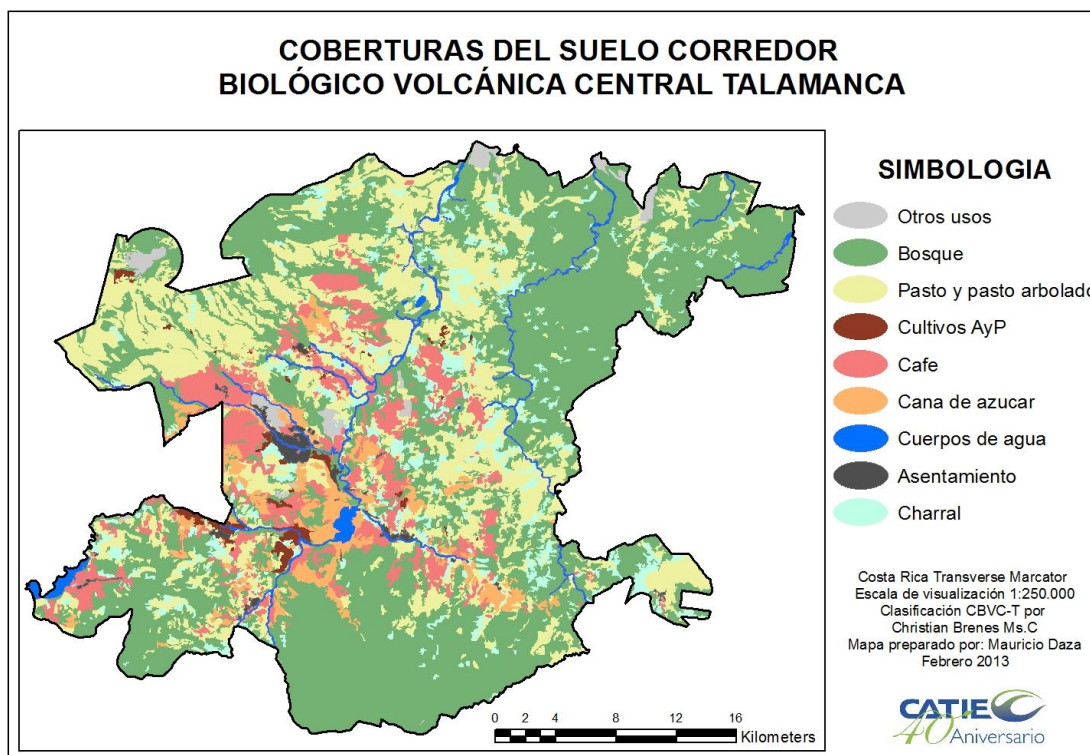 COBERTURAS DEL SUELO CORREDOR
BIOLÓGICO VOLCÁNICA CENTRAL TALAMANCA
SIMBOLOGIA
Otros usos
Bosque
Pasto y pasto arbolado
Cultivos AyP
Cafe
Cana de azucar
Cuerpos de agua
Asentamiento
Charral
Costa Rica Transverse Marcator
Escala de visualización 1:250.000
Clasificación CBVC-T por
Christian Brenes Ms.C
Mapa preparado por: Mauricio Daza
Febrero 2013
0 2 4 8 12 16
Kilometers
CATIE
40 Aniversario